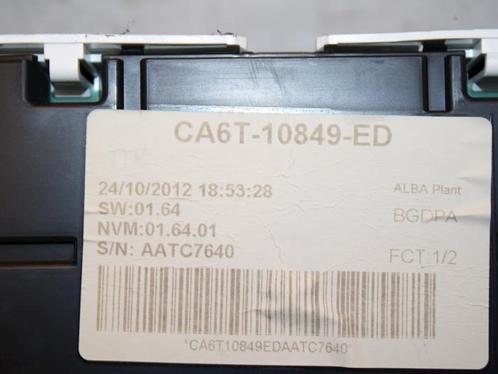 CA6T-10849-ED
24/10/2012 18:53:28
ALBA Plant
SW:01.64
BGDPA
NVM:01.64.01
S/N: AATC7640
FCT:1/2
*CA6T10849EDAATC7640*